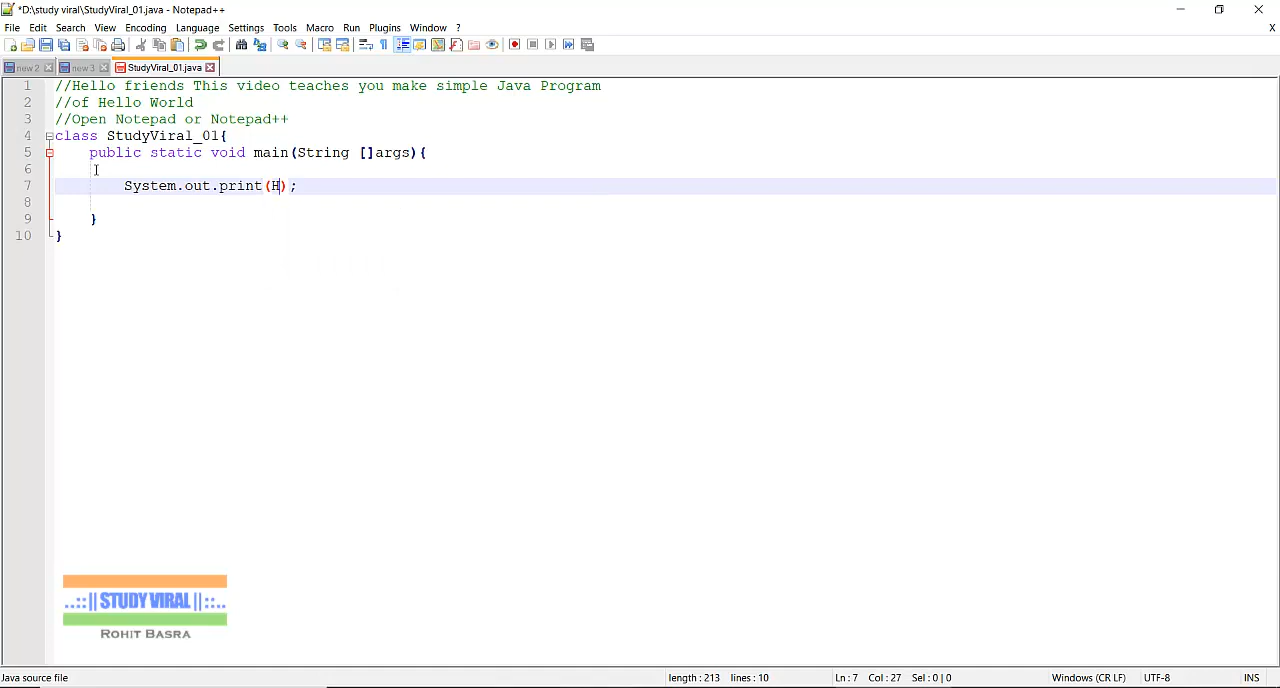 *D:\study viral\StudyViral_01.java - Notepad++
File Edit Search View Encoding Language Settings Tools Macro Run Plugins Window ? X
new 2 new 3 StudyViral_01.java
1 //Hello friends This video teaches you make simple Java Program
2 //of Hello World
3 //Open Notepad or Notepad++
4 class StudyViral_01{
5 public static void main(String []args){
6
7 System.out.print(H);
8
9 }
10 }
..::|| STUDY VIRAL ||::..
ROHIT BASRA
Java source file length : 213 lines : 10 Ln : 7 Col : 27 Sel : 0 | 0 Windows (CR LF) UTF-8 INS